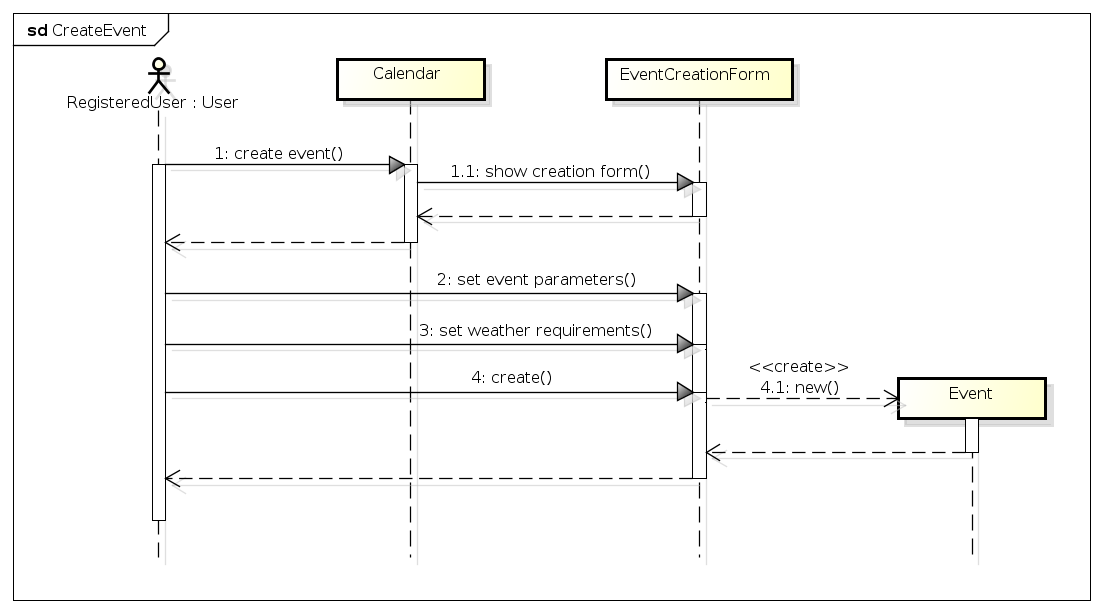 sd CreateEvent
RegisteredUser : User
Calendar
EventCreationForm
1: create event()
1.1: show creation form()
2: set event parameters()
3: set weather requirements()
4: create()
<<create>>
4.1: new()
Event